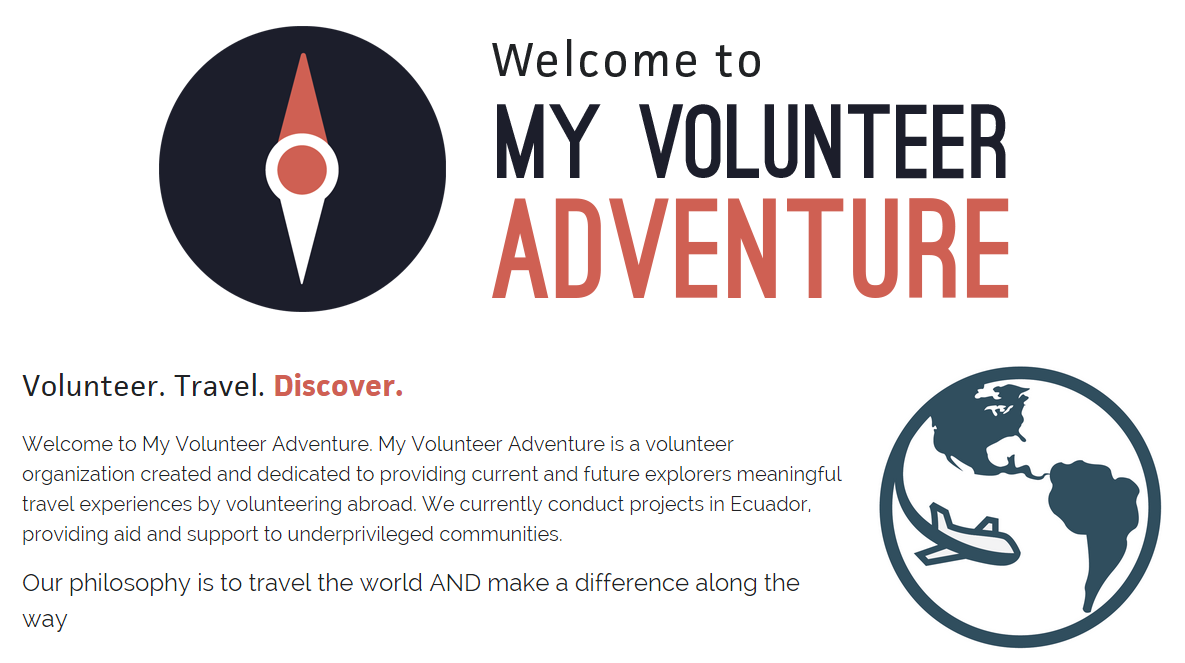 Welcome to
MY VOLUNTEER
ADVENTURE
Volunteer. Travel. Discover.
Welcome to My Volunteer Adventure. My Volunteer Adventure is a volunteer
organization created and dedicated to providing current and future explorers meaningful
travel experiences by volunteering abroad. We currently conduct projects in Ecuador,
providing aid and support to underprivileged communities.
Our philosophy is to travel the world AND make a difference along the
way